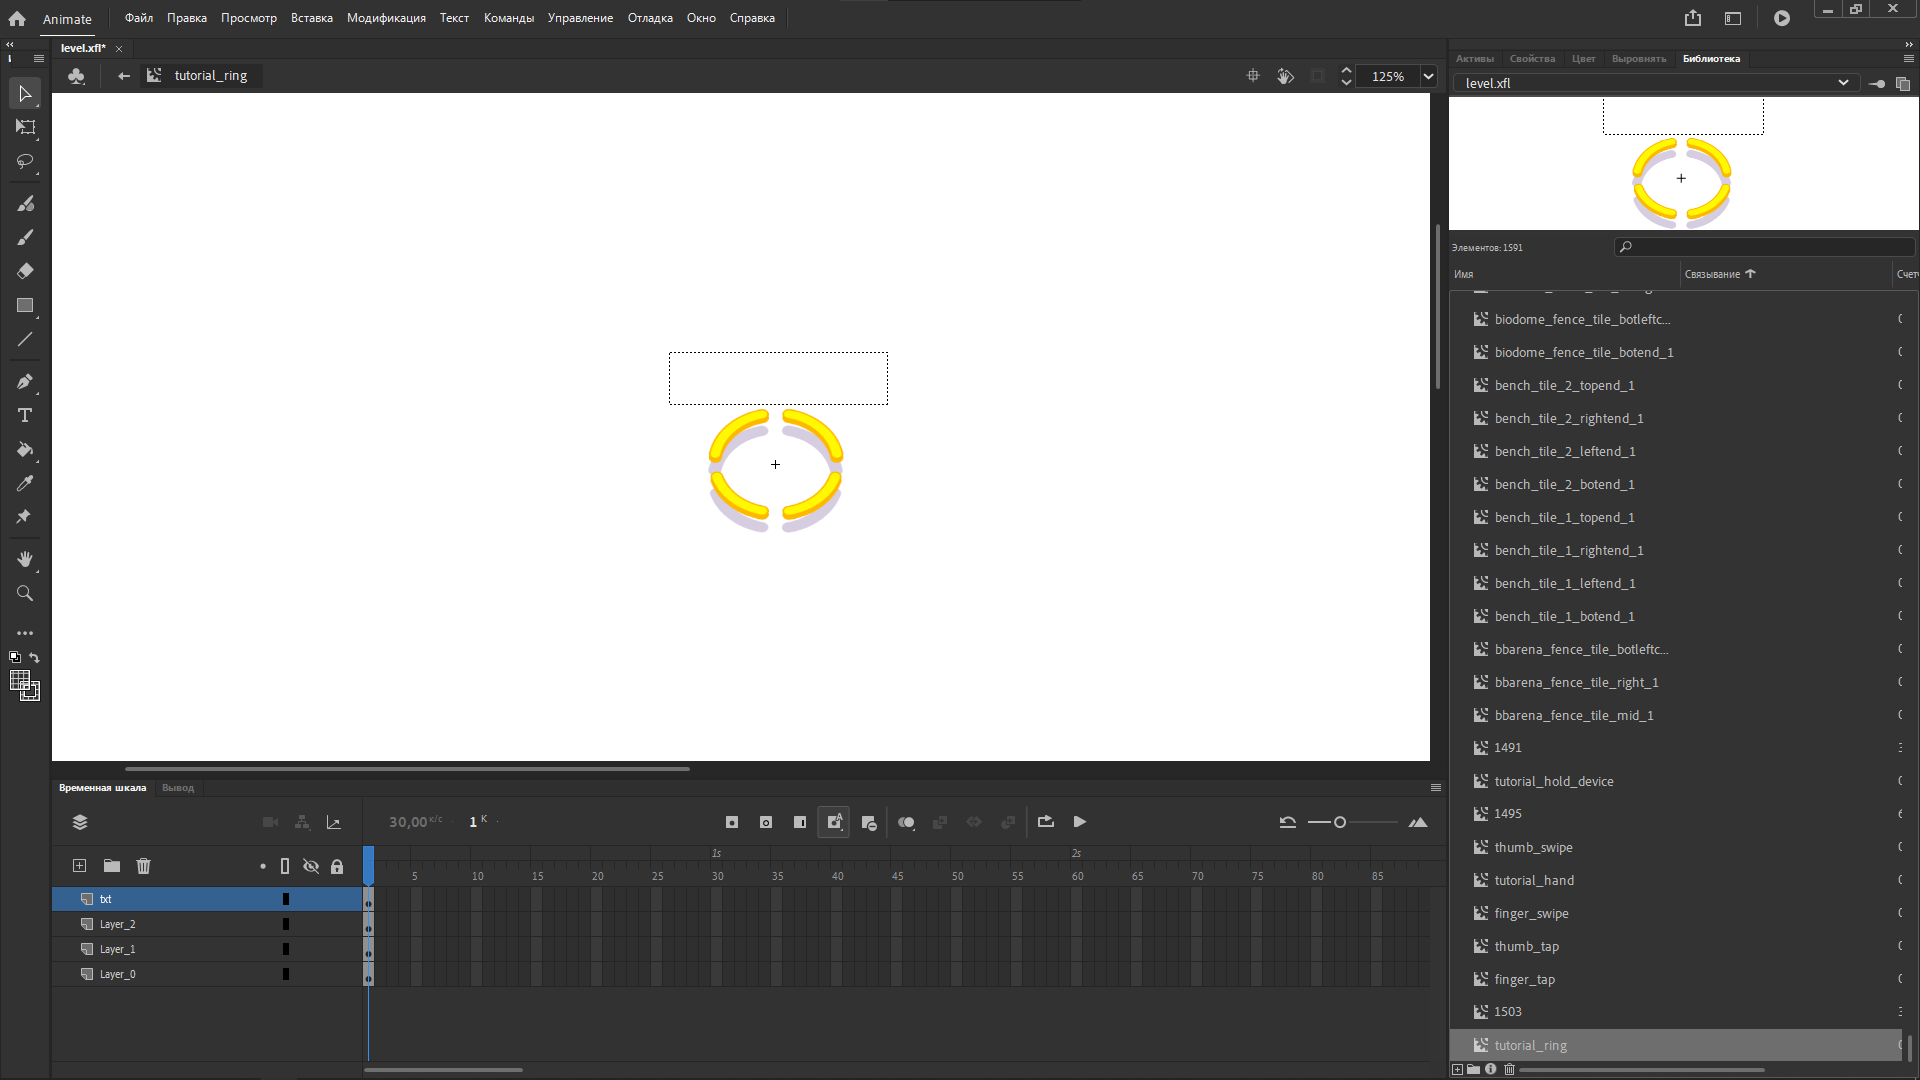 Animate
Файл Правка Просмотр Вставка Модификация Текст Команды Управление Отладка Окно Справка
level.xfl*
tutorial_ring
125%
Активы Свойства Цвет Выровнять Библиотека
level.xfl
Элементов: 1591
Имя Связывание Счет
biodome_fence_tile_botleftc...
biodome_fence_tile_botend_1
bench_tile_2_topend_1
bench_tile_2_rightend_1
bench_tile_2_leftend_1
bench_tile_2_botend_1
bench_tile_1_topend_1
bench_tile_1_rightend_1
bench_tile_1_leftend_1
bench_tile_1_botend_1
bbarena_fence_tile_botleftc...
bbarena_fence_tile_right_1
bbarena_fence_tile_mid_1
1491
tutorial_hold_device
1495
thumb_swipe
tutorial_hand
finger_swipe
thumb_tap
finger_tap
1503
tutorial_ring
Временная шкала Вывод
30,00 к/с 1 К
1s 2s
5 10 15 20 25 30 35 40 45 50 55 60 65 70 75 80 85
txt
Layer_2
Layer_1
Layer_0